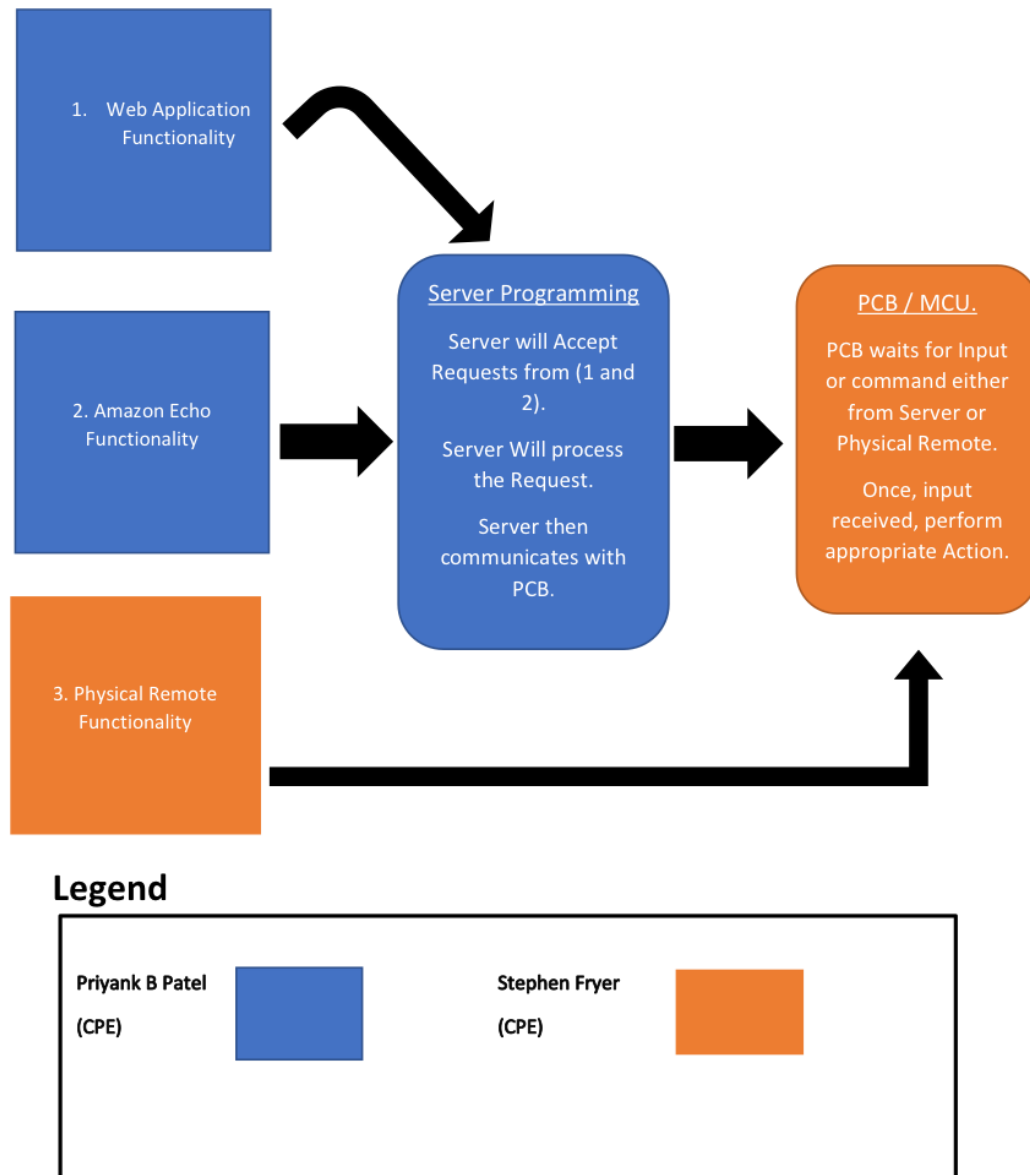 1. Web Application
Functionality
2. Amazon Echo
Functionality
3. Physical Remote
Functionality
Server Programming
Server will Accept
Requests from (1 and
2).
Server Will process
the Request.
Server then
communicates with
PCB.
PCB / MCU.
PCB waits for Input
or command either
from Server or
Physical Remote.
Once, input
received, perform
appropriate Action.
Legend
Priyank B Patel
(CPE)
Stephen Fryer
(CPE)